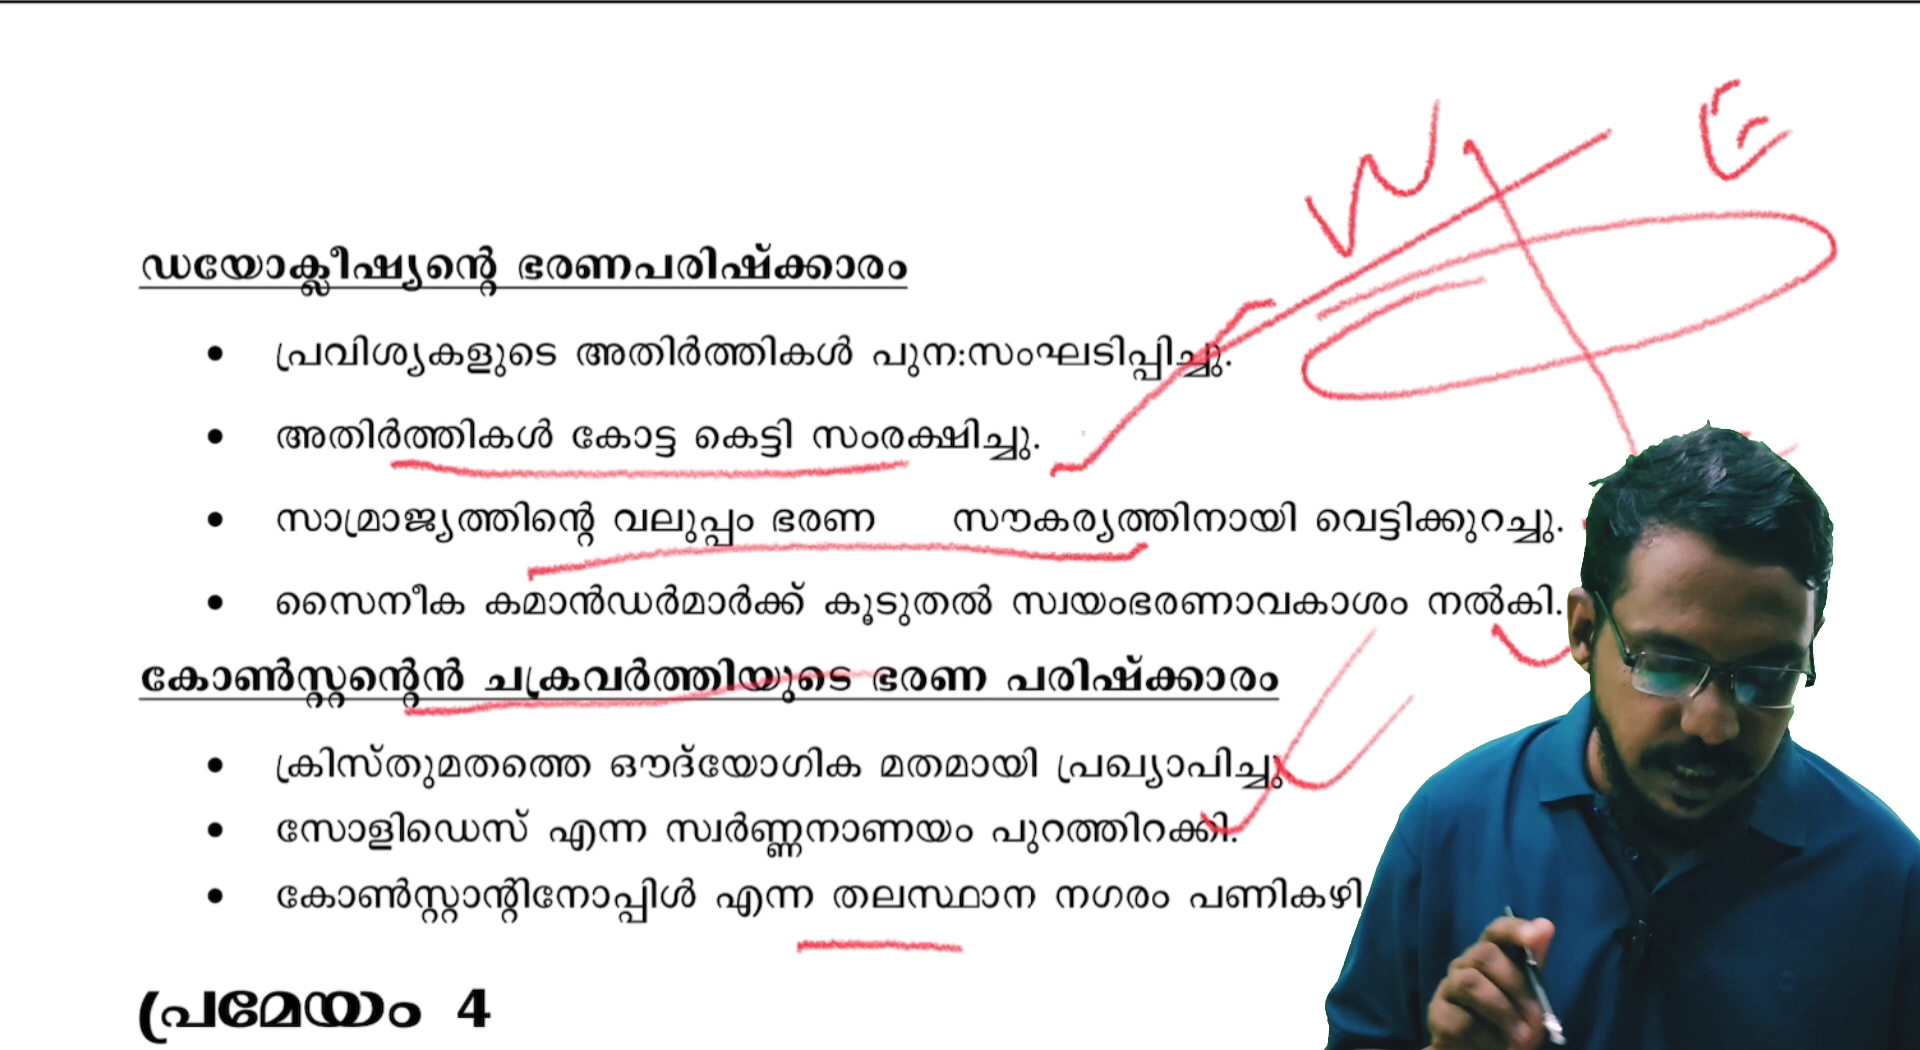 W E
ഡയോക്ലീഷ്യന്റെ ഭരണപരിഷ്ക്കാരം
• പ്രവിശ്യകളുടെ അതിർത്തികൾ പുന:സംഘടിപ്പിച്ചു.
• അതിർത്തികൾ കോട്ട കെട്ടി സംരക്ഷിച്ചു.
• സാമ്രാജ്യത്തിന്റെ വലുപ്പം ഭരണ സൗകര്യത്തിനായി വെട്ടിക്കുറച്ചു.
• സൈനീക കമാൻഡർമാർക്ക് കൂടുതൽ സ്വയംഭരണാവകാശം നൽകി.
കോൺസ്റ്റന്റൈൻ ചക്രവർത്തിയുടെ ഭരണ പരിഷ്ക്കാരം
• ക്രിസ്തുമതത്തെ ഔദ്യോഗിക മതമായി പ്രഖ്യാപിച്ചു
• സോളിഡെസ് എന്ന സ്വർണ്ണനാണയം പുറത്തിറക്കി.
• കോൺസ്റ്റാന്റിനോപ്പിൾ എന്ന തലസ്ഥാന നഗരം പണികഴി
പ്രമേയം 4